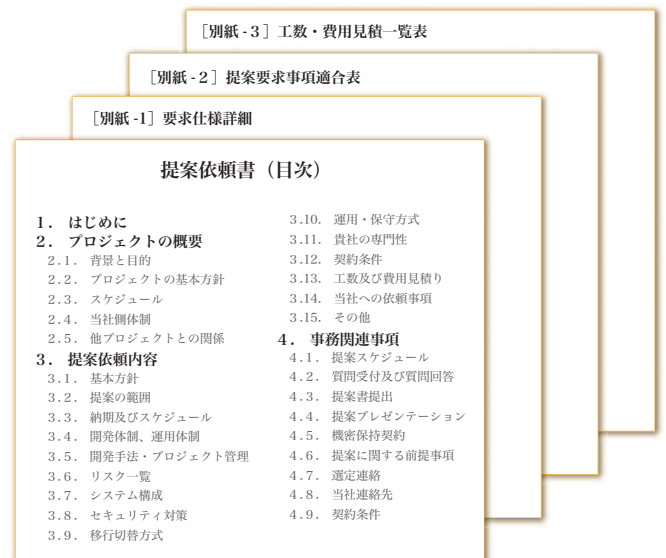 ［別紙 -３］工数・費用見積一覧表
［別紙 -２］提案要求事項適合表
［別紙 -1］要求仕様詳細
提案依頼書（目次）
１． はじめに
２． プロジェクトの概要
２.１． 背景と目的
２.２． プロジェクトの基本方針
２.３． スケジュール
２.４． 当社側体制
２.５． 他プロジェクトとの関係
３． 提案依頼内容
３.１． 基本方針
３.２． 提案の範囲
３.３． 納期及びスケジュール
３.４． 開発体制、運用体制
３.５． 開発手法・プロジェクト管理
３.６． リスク一覧
３.７． システム構成
３.８． セキュリティ対策
３.９． 移行切替方式
３.10． 運用・保守方式
３.11． 貴社の専門性
３.12． 契約条件
３.13． 工数及び費用見積り
３.14． 当社への依頼事項
３.15． その他
４． 事務関連事項
４.１． 提案スケジュール
４.２． 質問受付及び質問回答
４.３． 提案書提出
４.４． 提案プレゼンテーション
４.５． 機密保持契約
４.６． 提案に関する前提事項
４.７． 選定連絡
４.８． 当社連絡先
４.９． 契約条件